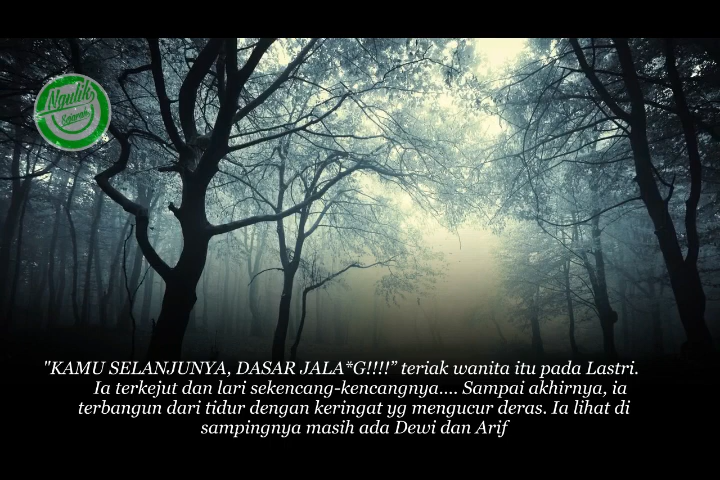 Ngulik
Sejarah
"KAMU SELANJUNYA, DASAR JALA*G!!!!” teriak wanita itu pada Lastri.
Ia terkejut dan lari sekencang-kencangnya.... Sampai akhirnya, ia
terbangun dari tidur dengan keringat yg mengucur deras. Ia lihat di
sampingnya masih ada Dewi dan Arif